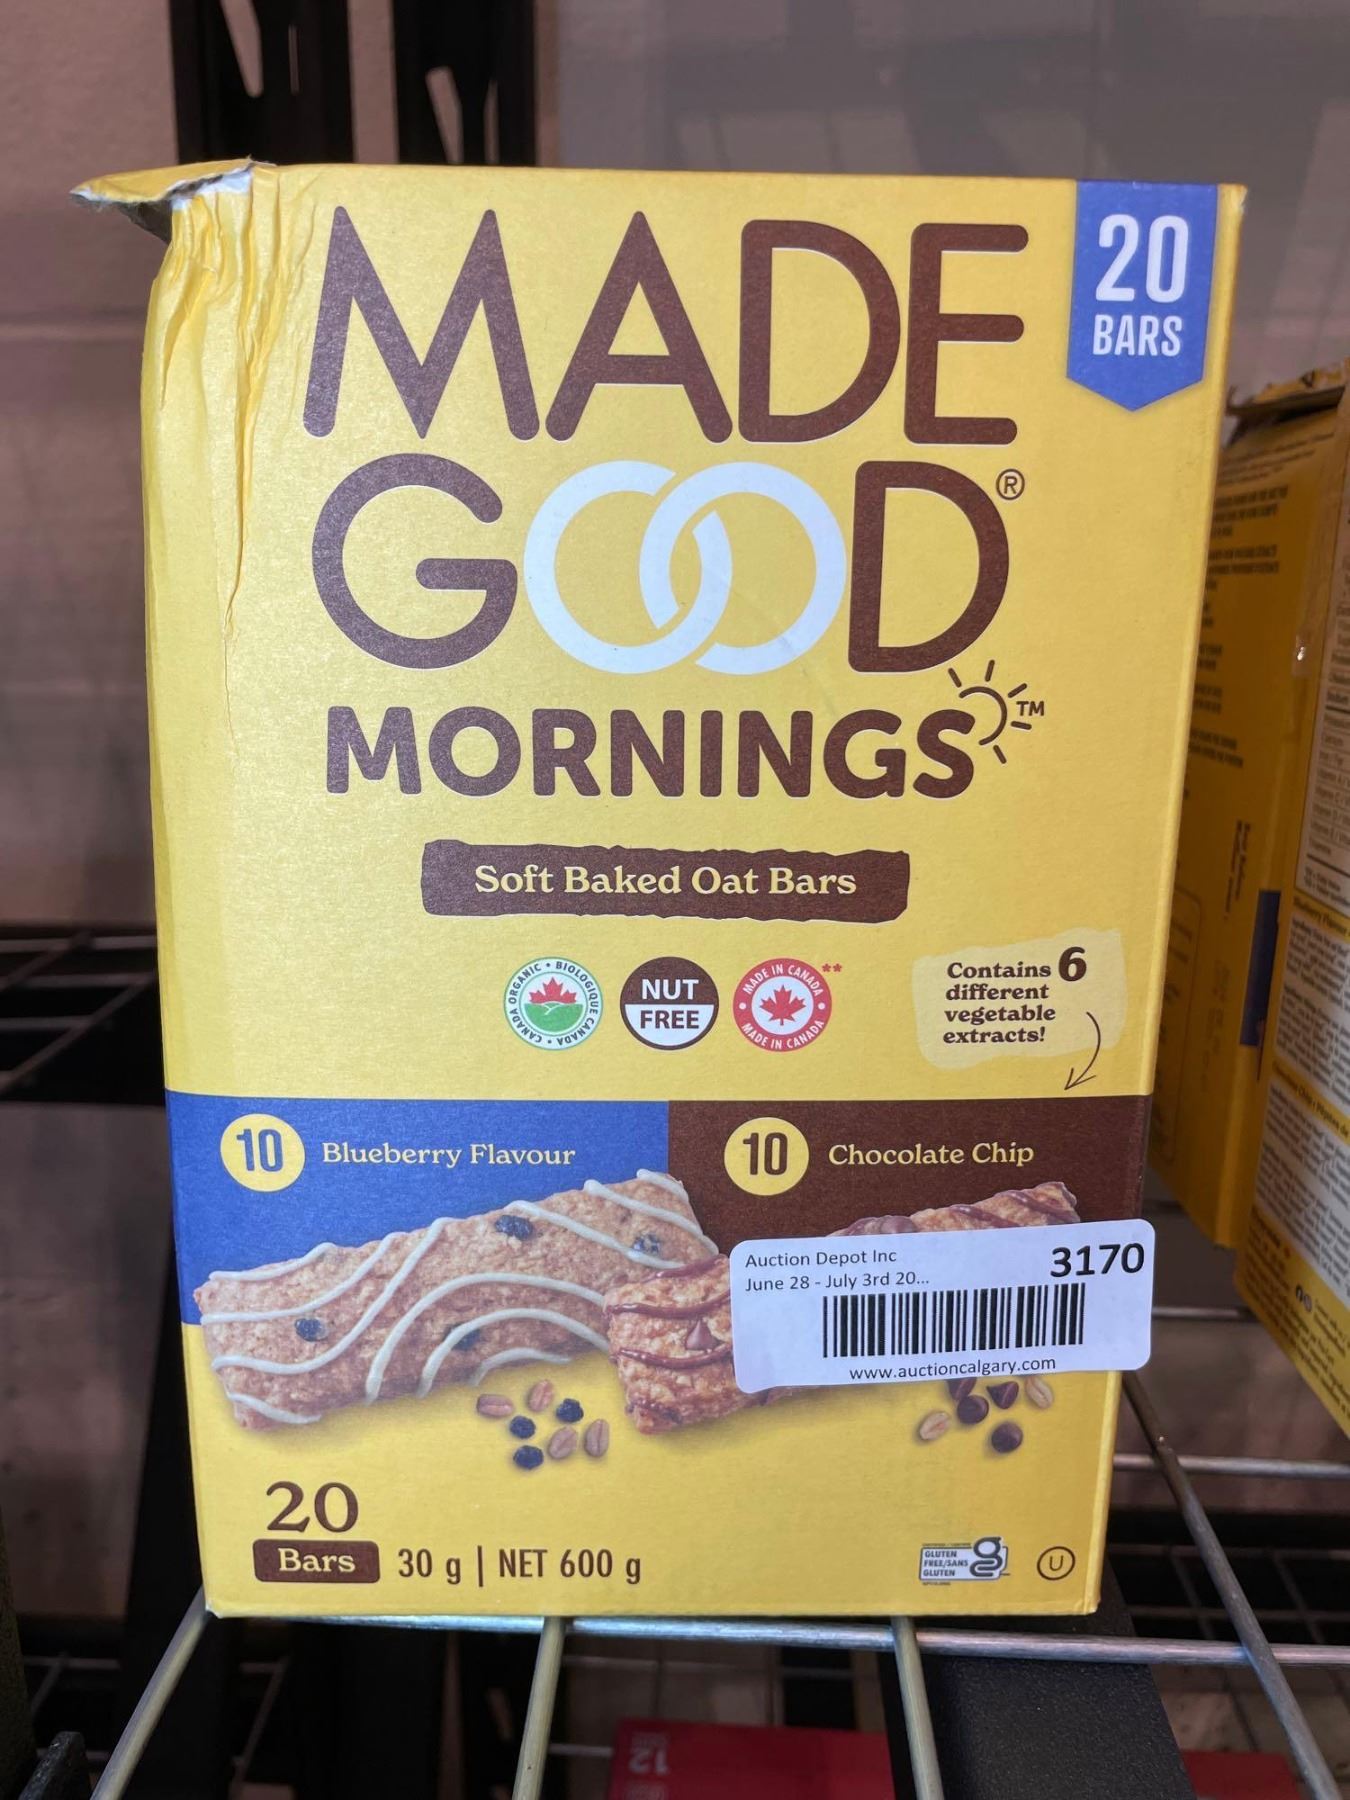 MADE
GOOD®
MORNINGS™
20
BARS
Soft Baked Oat Bars
CANADA ORGANIC • BIOLOGIQUE CANADA •
NUT
FREE
MADE IN CANADA
MADE IN CANADA
**
Contains 6
different
vegetable
extracts!
10 Blueberry Flavour
10 Chocolate Chip
Auction Depot Inc
June 28 - July 3rd 20...
3170
www.auctioncalgary.com
20
Bars
30 g | NET 600 g
GLUTEN
FREE/SANS
GLUTEN
U
12